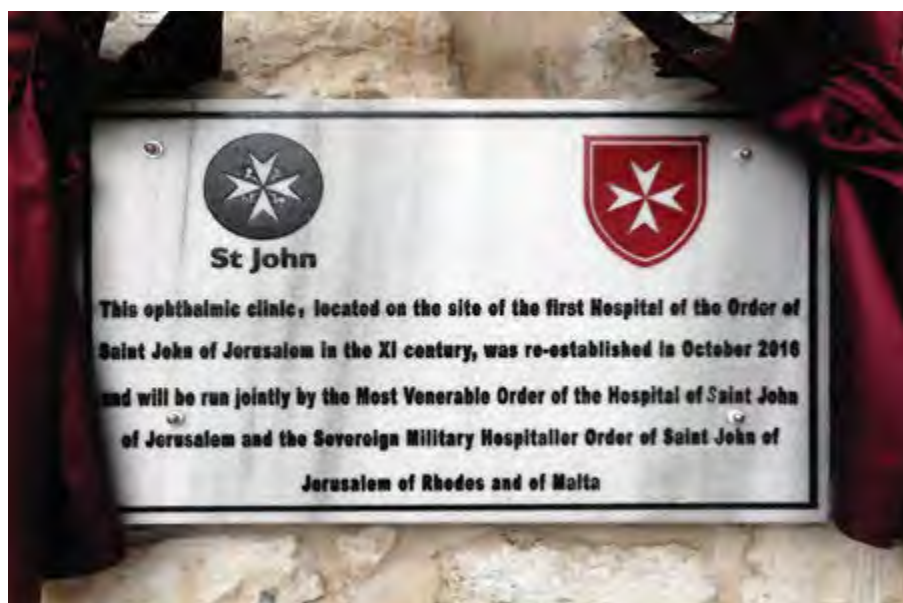 St John
This ophthalmic clinic, located on the site of the first Hospital of the Order of
Saint John of Jerusalem in the XI century, was re-established in October 2016
and will be run jointly by the Most Venerable Order of the Hospital of Saint John
of Jerusalem and the Sovereign Military Hospitaller Order of Saint John of
Jerusalem of Rhodes and of Malta